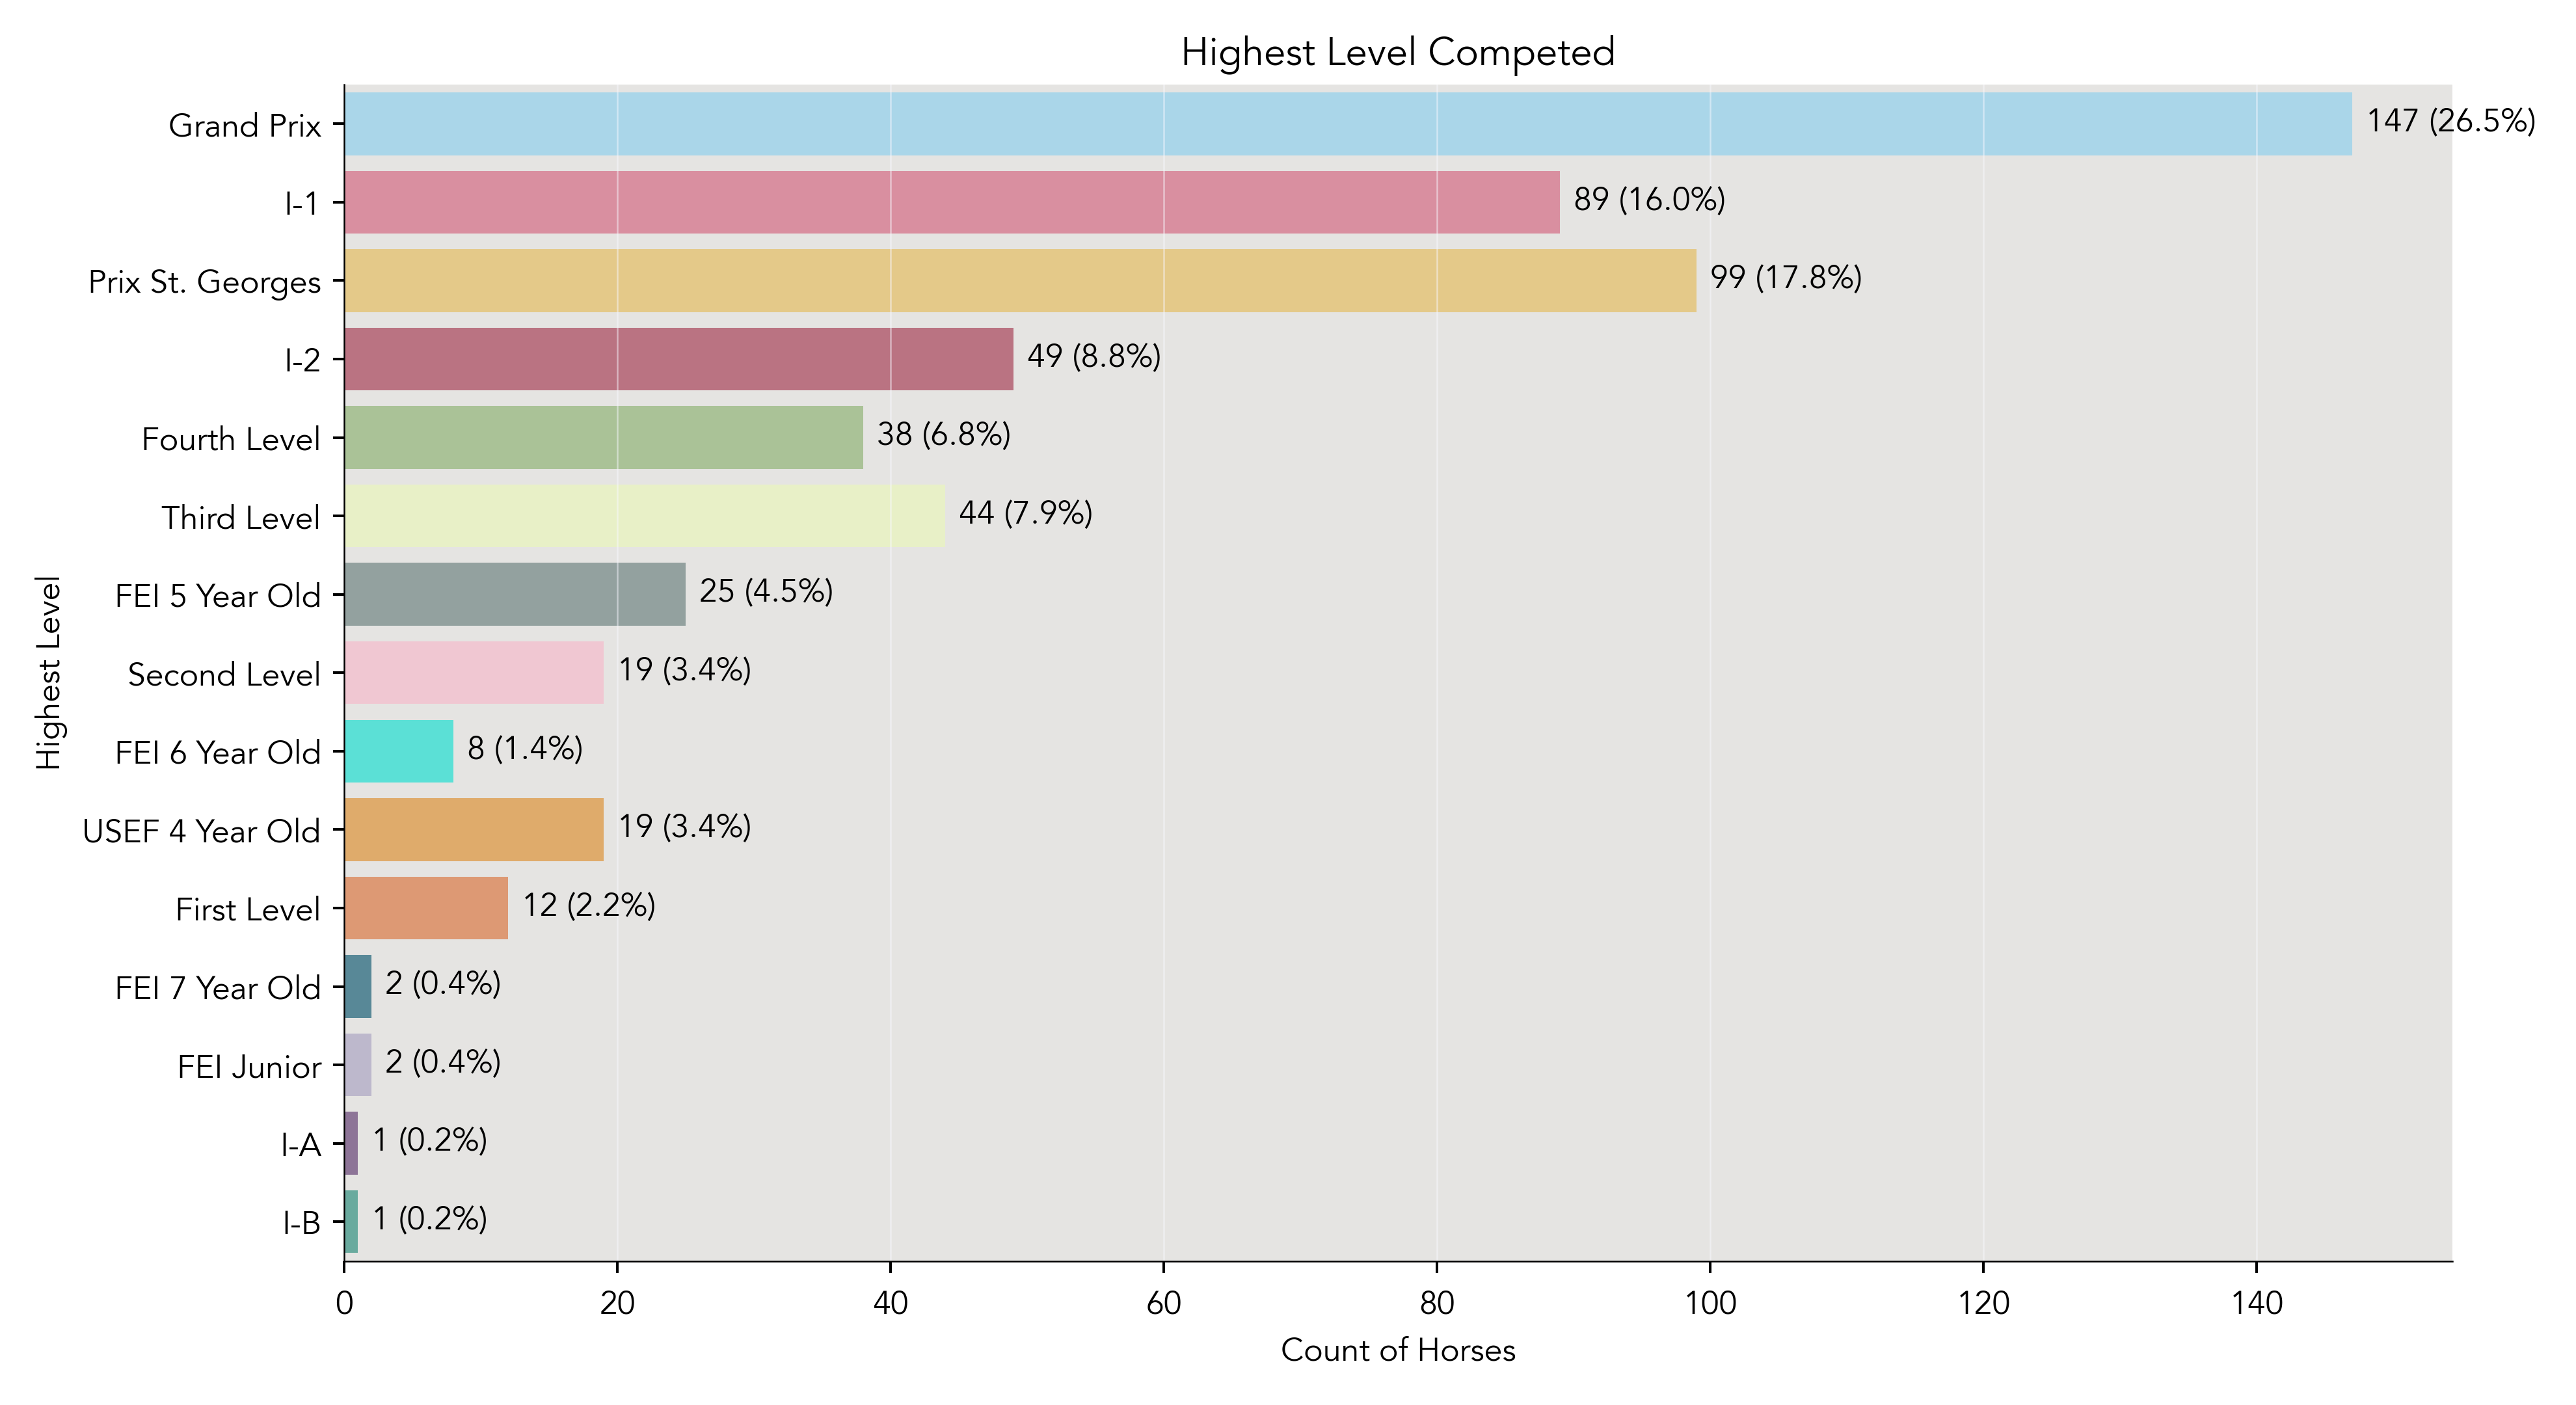 Highest Level Competed
Grand Prix
147 (26.5%)
I-1
89 (16.0%)
Prix St. Georges
99 (17.8%)
I-2
49 (8.8%)
Fourth Level
38 (6.8%)
Third Level
44 (7.9%)
FEI 5 Year Old
25 (4.5%)
Second Level
19 (3.4%)
FEI 6 Year Old
8 (1.4%)
USEF 4 Year Old
19 (3.4%)
First Level
12 (2.2%)
FEI 7 Year Old
2 (0.4%)
FEI Junior
2 (0.4%)
I-A
1 (0.2%)
I-B
1 (0.2%)
Highest Level
0 20 40 60 80 100 120 140
Count of Horses